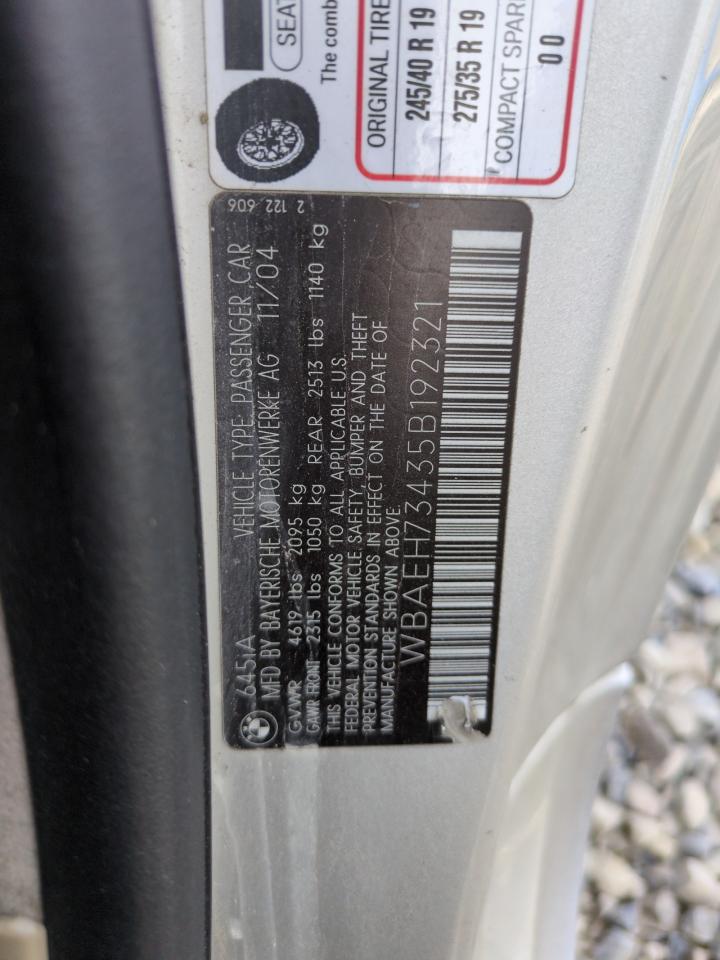 SEAT
The comb
ORIGINAL TIRE
245/40 R 19
275/35 R 19
COMPACT SPAR
0 0
2 122 606
645iA VEHICLE TYPE PASSENGER CAR
MFD BY BAYERISCHE MOTORENWERKE AG 11/04
GVWR 4619 lbs 2095 kg
GAWR FRONT 2315 lbs 1050 kg REAR 2513 lbs 1140 kg
THIS VEHICLE CONFORMS TO ALL APPLICABLE U.S.
FEDERAL MOTOR VEHICLE SAFETY, BUMPER AND THEFT
PREVENTION STANDARDS IN EFFECT ON THE DATE OF
MANUFACTURE SHOWN ABOVE.
WBAEH73435B192321